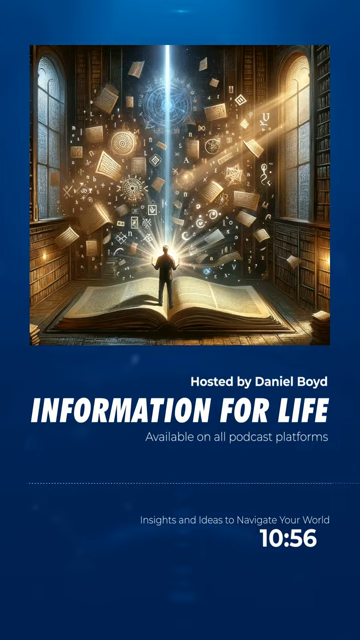 Hosted by Daniel Boyd
INFORMATION FOR LIFE
Available on all podcast platforms
Insights and Ideas to Navigate Your World
10:56